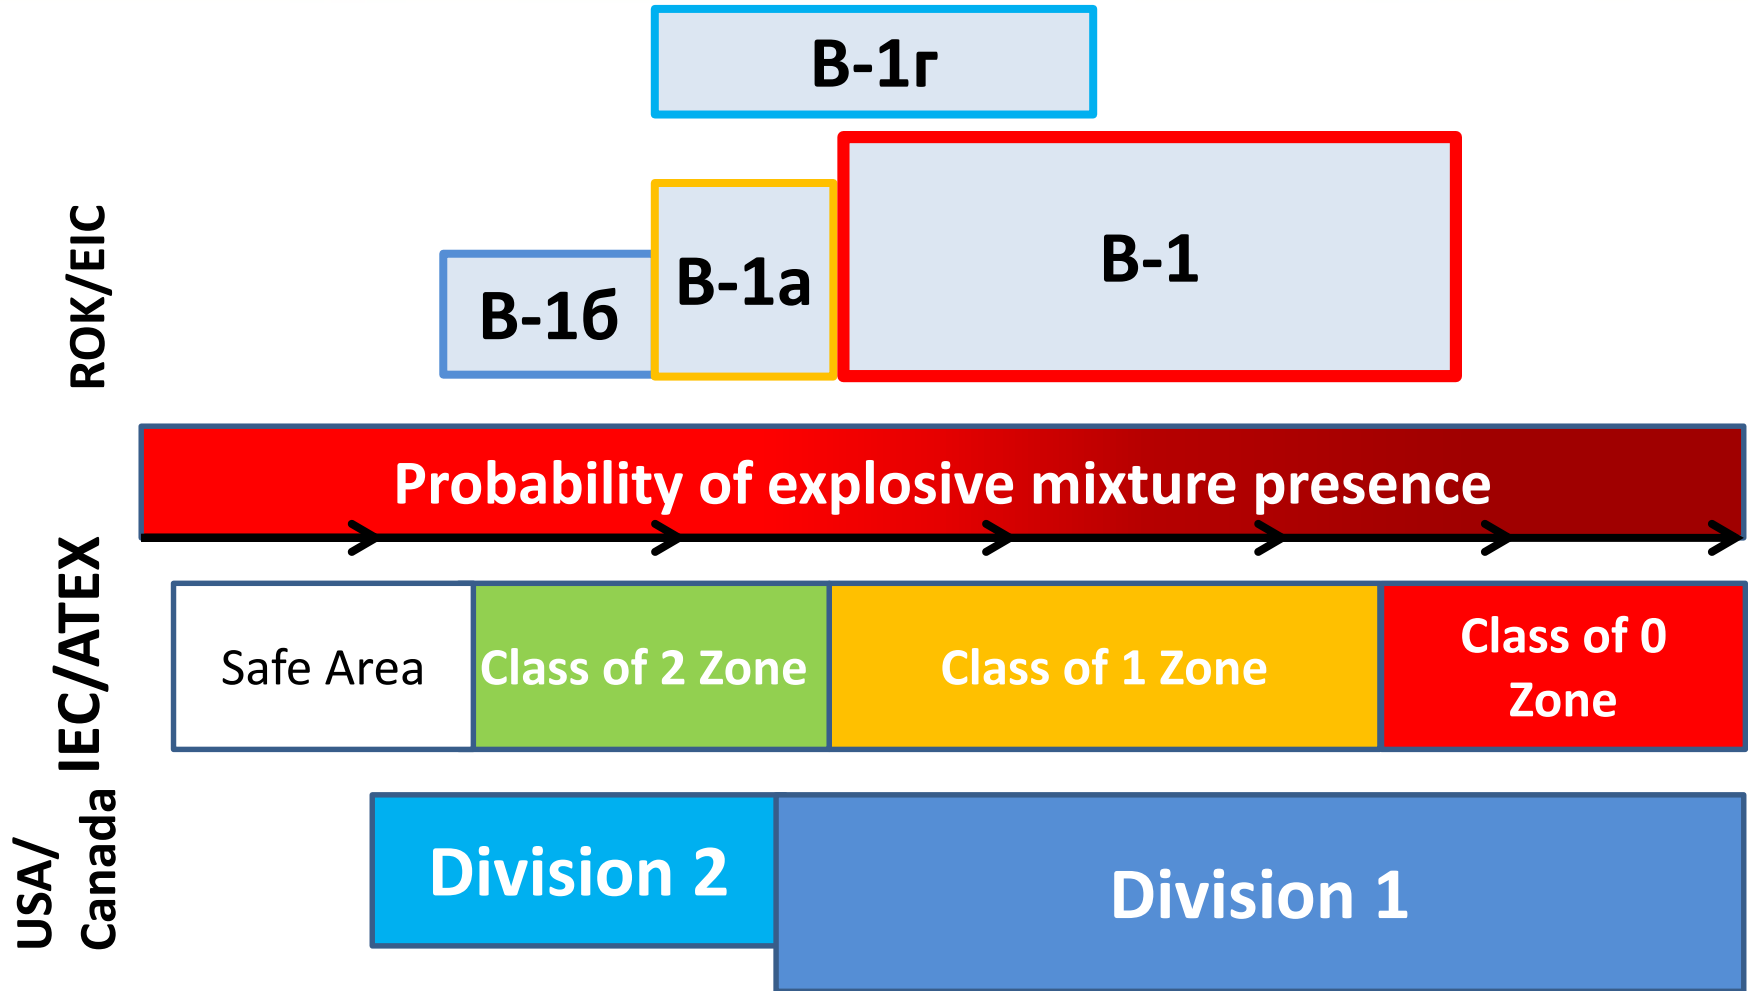 В-1г
ROK/EIC
В-1б
В-1а
В-1
Probability of explosive mixture presence
IEC/ATEX
Safe Area
Class of 2 Zone
Class of 1 Zone
Class of 0
Zone
USA/
Canada
Division 2
Division 1